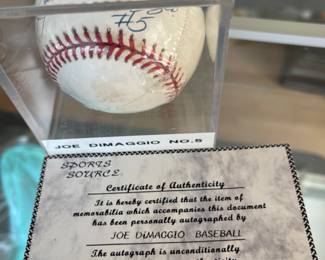 #5
JOE DIMAGGIO NO.5
SPORTS
SOURCE
Certificate of Authenticity
It is hereby certified that the item of
memorabilia which accompanies this document
has been personally autographed by
JOE DiMAGGIO BASEBALL
The autograph is unconditionally